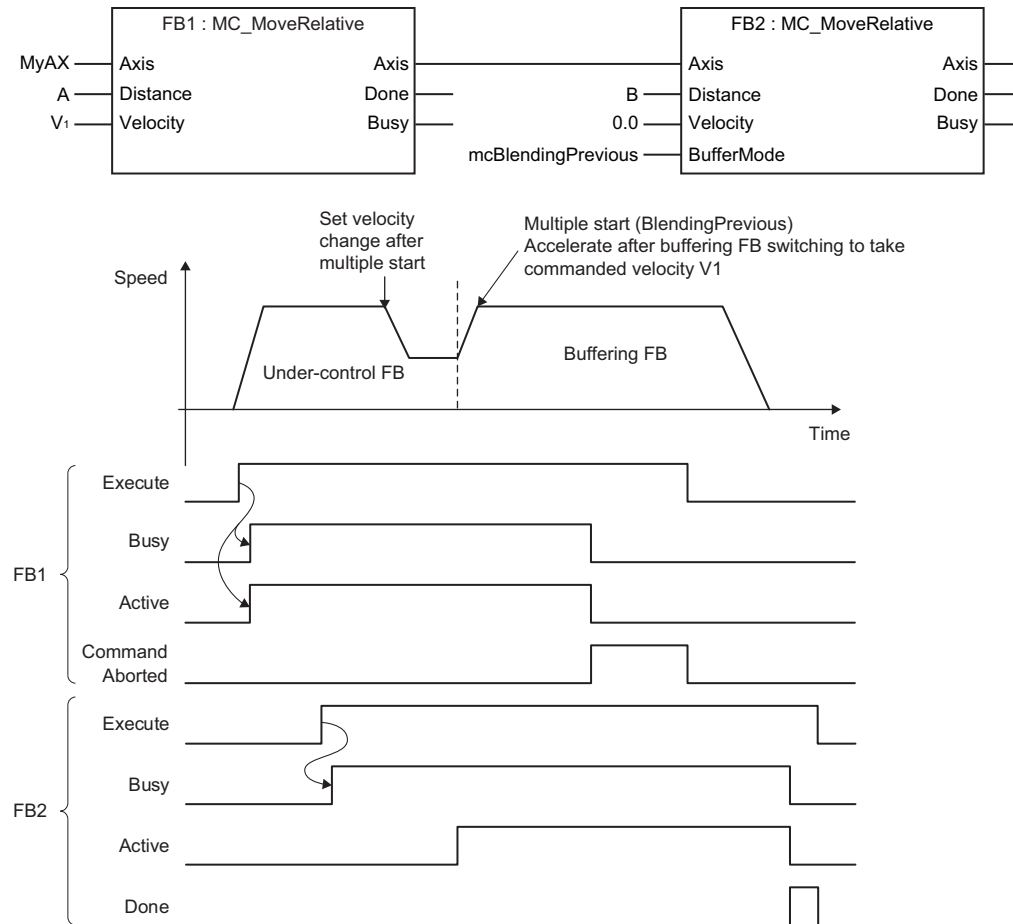 FB1 : MC_MoveRelative
FB2 : MC_MoveRelative
MyAX
Axis
Axis
Axis
Axis
A
Distance
Done
B
Distance
Done
V1
Velocity
Busy
0.0
Velocity
Busy
mcBlendingPrevious
BufferMode
Set velocity
change after
multiple start
Multiple start (BlendingPrevious)
Accelerate after buffering FB switching to take
commanded velocity V1
Speed
Under-control FB
Buffering FB
Time
FB1
Execute
Busy
Active
Command
Aborted
FB2
Execute
Busy
Active
Done